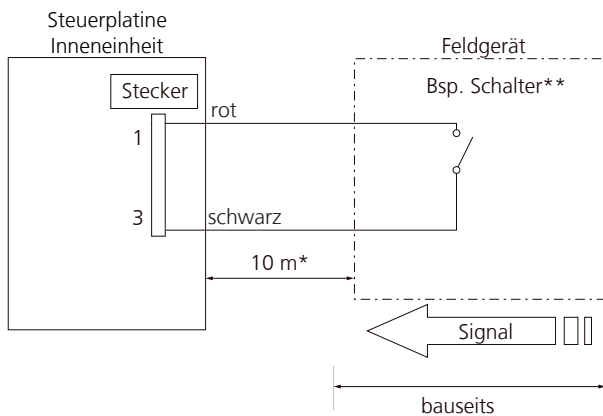 Steuerplatine
Inneneinheit
Feldgerät
Stecker
Bsp. Schalter**
rot
1
3
schwarz
10 m*
Signal
bauseits